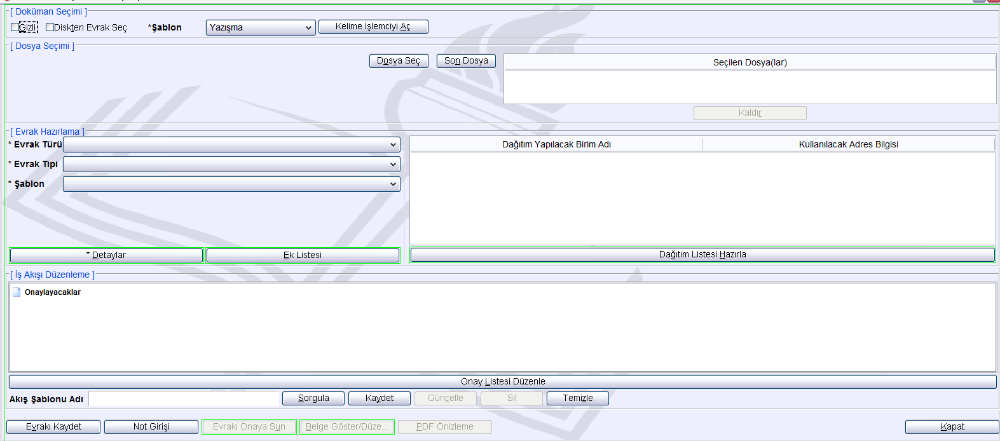 [ Doküman Seçimi ]
Gizli Diskten Evrak Seç *Şablon Yazışma Kelime İşlemciyi Aç
[ Dosya Seçimi ]
Dosya Seç Son Dosya Seçilen Dosya(lar)
Kaldır
[ Evrak Hazırlama ]
* Evrak Türü Dağıtım Yapılacak Birim Adı Kullanılacak Adres Bilgisi
* Evrak Tipi
* Şablon
* Detaylar Ek Listesi Dağıtım Listesi Hazırla
[ İş Akışı Düzenleme ]
Onaylayacaklar
Onay Listesi Düzenle
Akış Şablonu Adı Sorgula Kaydet Güncelle Sil Temizle
Evrakı Kaydet Not Girişi Evrakı Onaya Sun Belge Göster/Düze... PDF Önizleme Kapat